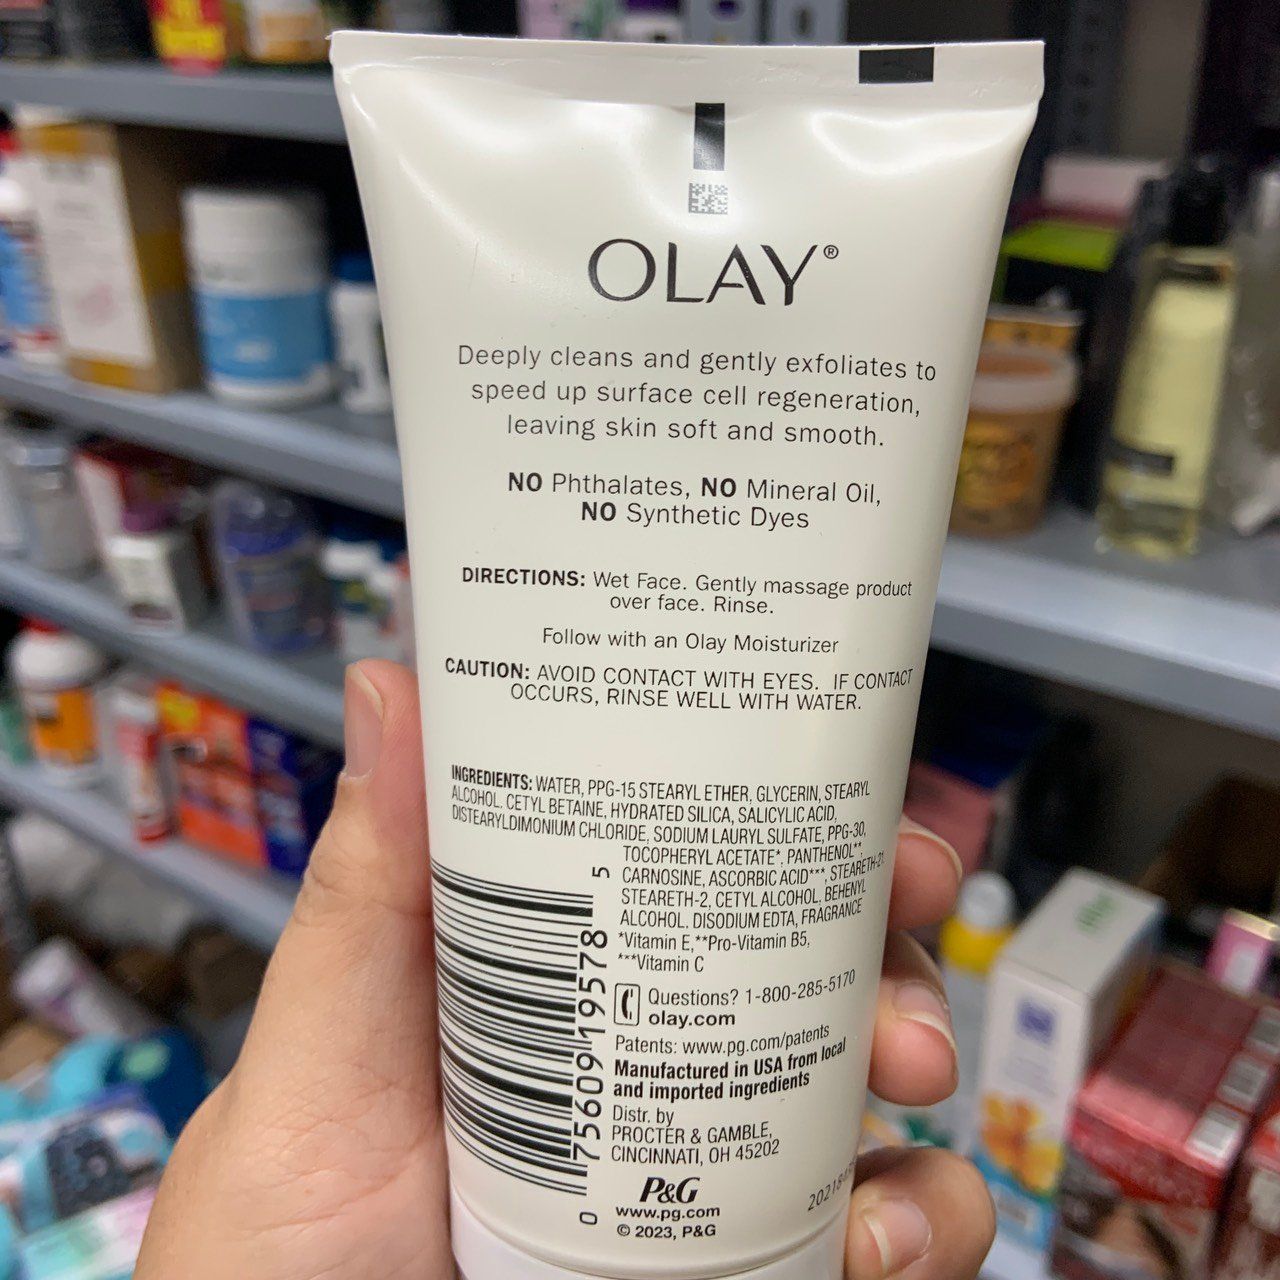 OLAY®
Deeply cleans and gently exfoliates to
speed up surface cell regeneration,
leaving skin soft and smooth.
NO Phthalates, NO Mineral Oil,
NO Synthetic Dyes
DIRECTIONS: Wet Face. Gently massage product
over face. Rinse.
Follow with an Olay Moisturizer
CAUTION: AVOID CONTACT WITH EYES. IF CONTACT
OCCURS, RINSE WELL WITH WATER.
INGREDIENTS: WATER, PPG-15 STEARYL ETHER, GLYCERIN, STEARYL
ALCOHOL, CETYL BETAINE, HYDRATED SILICA, SALICYLIC ACID,
DISTEARYLDIMONIUM CHLORIDE, SODIUM LAURYL SULFATE, PPG-30,
TOCOPHERYL ACETATE*, PANTHENOL**,
CARNOSINE, ASCORBIC ACID***, STEARETH-21,
STEARETH-2, CETYL ALCOHOL, BEHENYL
ALCOHOL, DISODIUM EDTA, FRAGRANCE
*Vitamin E,**Pro-Vitamin B5,
***Vitamin C
Questions? 1-800-285-5170
olay.com
Patents: www.pg.com/patents
Manufactured in USA from local
and imported ingredients
Distr. by
PROCTER & GAMBLE,
CINCINNATI, OH 45202
P&G
www.pg.com
© 2023, P&G
0 75609 19578 5